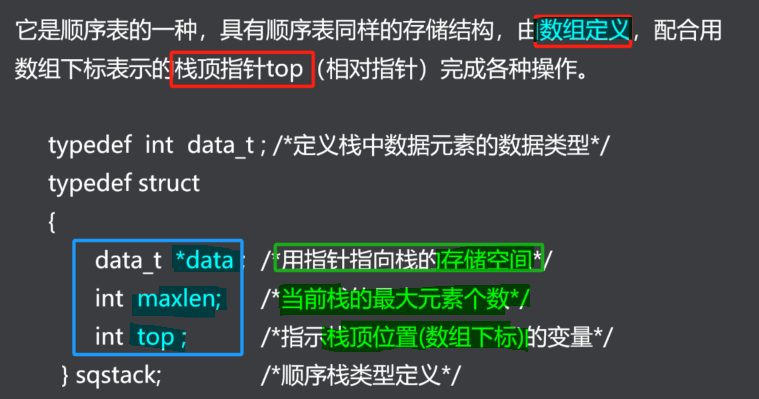 它是顺序表的一种，具有顺序表同样的存储结构，由数组定义，配合用
数组下标表示的栈顶指针top（相对指针）完成各种操作。
typedef int data_t ; /*定义栈中数据元素的数据类型*/
typedef struct
{
data_t *data ; /*用指针指向栈的存储空间*/
int maxlen; /*当前栈的最大元素个数*/
int top ; /*指示栈顶位置(数组下标)的变量*/
} sqstack; /*顺序栈类型定义*/